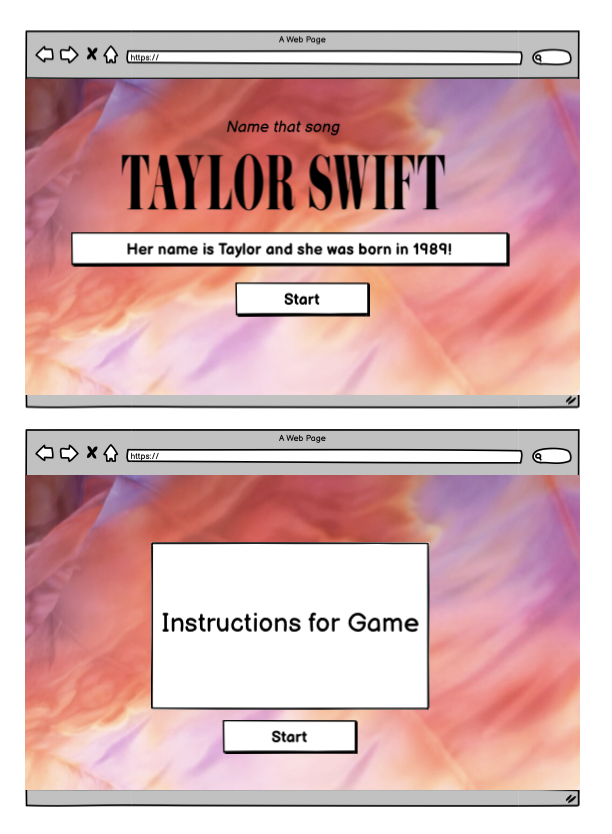 A Web Page
https://
Name that song
TAYLOR SWIFT
Her name is Taylor and she was born in 1989!
Start
A Web Page
https://
Instructions for Game
Start